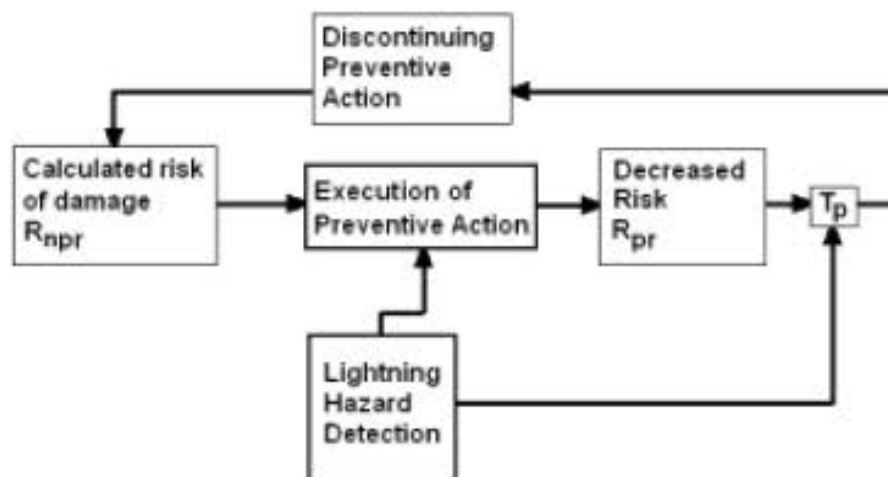 Discontinuing
Preventive
Action
Calculated risk
of damage
Rnpr
Execution of
Preventive Action
Decreased
Risk
Rpr
Tp
Lightning
Hazard
Detection